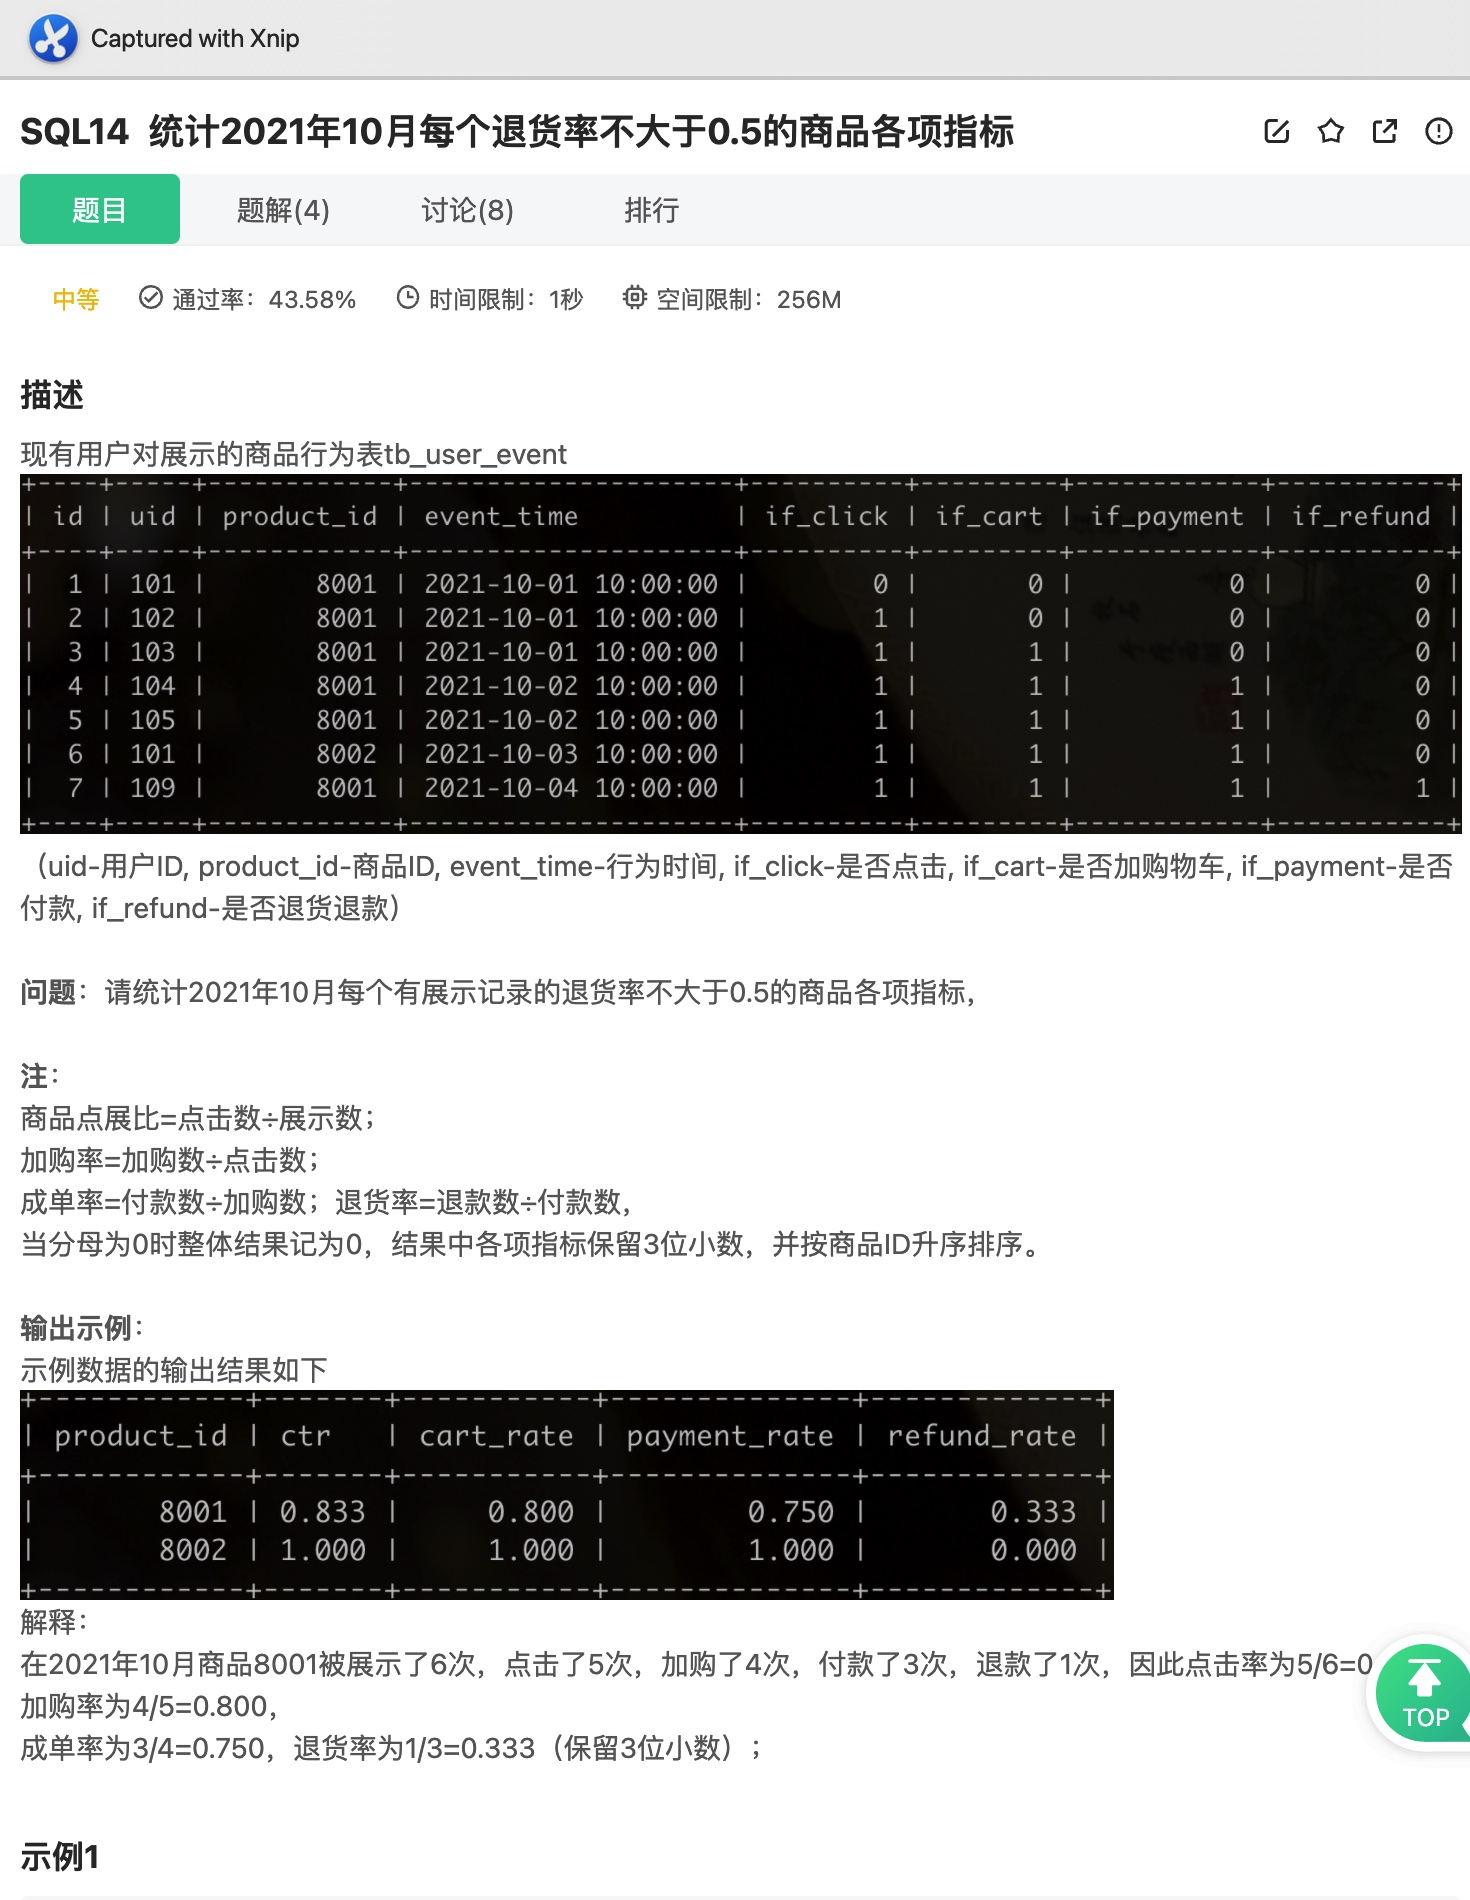 Captured with Xnip
SQL14 统计2021年10月每个退货率不大于0.5的商品各项指标
题目 题解(4) 讨论(8) 排行
中等 通过率：43.58% 时间限制：1秒 空间限制：256M
描述
现有用户对展示的商品行为表tb_user_event
+----+-----+------------+---------------------+----------+---------+------------+-----------+
| id | uid | product_id | event_time | if_click | if_cart | if_payment | if_refund |
+----+-----+------------+---------------------+----------+---------+------------+-----------+
| 1 | 101 | 8001 | 2021-10-01 10:00:00 | 0 | 0 | 0 | 0 |
| 2 | 102 | 8001 | 2021-10-01 10:00:00 | 1 | 0 | 0 | 0 |
| 3 | 103 | 8001 | 2021-10-01 10:00:00 | 1 | 1 | 0 | 0 |
| 4 | 104 | 8001 | 2021-10-02 10:00:00 | 1 | 1 | 1 | 0 |
| 5 | 105 | 8001 | 2021-10-02 10:00:00 | 1 | 1 | 1 | 0 |
| 6 | 101 | 8002 | 2021-10-03 10:00:00 | 1 | 1 | 1 | 0 |
| 7 | 109 | 8001 | 2021-10-04 10:00:00 | 1 | 1 | 1 | 1 |
+----+-----+------------+---------------------+----------+---------+------------+-----------+
（uid-用户ID, product_id-商品ID, event_time-行为时间, if_click-是否点击, if_cart-是否加购物车, if_payment-是否
付款, if_refund-是否退货退款）
问题：请统计2021年10月每个有展示记录的退货率不大于0.5的商品各项指标，
注：
商品点展比=点击数÷展示数；
加购率=加购数÷点击数；
成单率=付款数÷加购数；退货率=退款数÷付款数，
当分母为0时整体结果记为0，结果中各项指标保留3位小数，并按商品ID升序排序。
输出示例：
示例数据的输出结果如下
+------------+-------+-----------+--------------+-------------+
| product_id | ctr | cart_rate | payment_rate | refund_rate |
+------------+-------+-----------+--------------+-------------+
| 8001 | 0.833 | 0.800 | 0.750 | 0.333 |
| 8002 | 1.000 | 1.000 | 1.000 | 0.000 |
+------------+-------+-----------+--------------+-------------+
解释：
在2021年10月商品8001被展示了6次，点击了5次，加购了4次，付款了3次，退款了1次，因此点击率为5/6=0
加购率为4/5=0.800，
成单率为3/4=0.750，退货率为1/3=0.333（保留3位小数）；
TOP
示例1